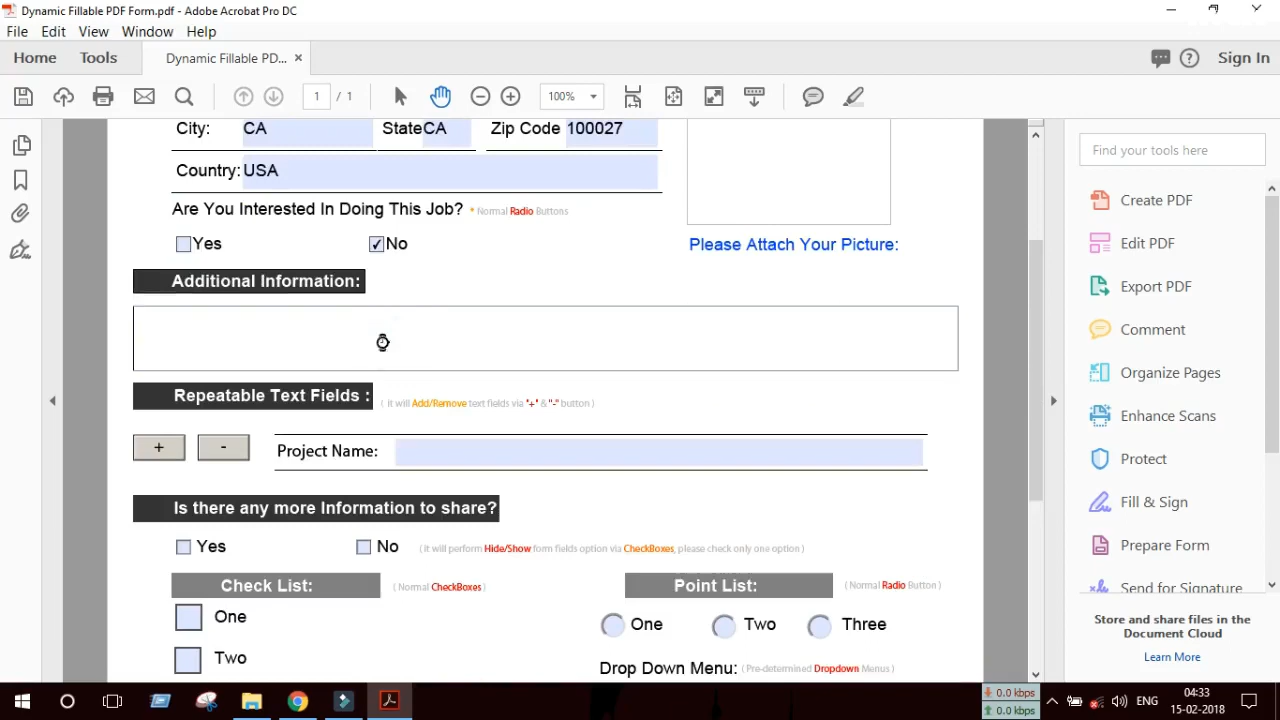 Dynamic Fillable PDF Form.pdf - Adobe Acrobat Pro DC
File Edit View Window Help
Home Tools Dynamic Fillable PD... × Sign In
1 / 1 100%
City: CA State CA Zip Code 100027
Country: USA
Are You Interested In Doing This Job? * Normal Radio Buttons
Yes No
Please Attach Your Picture:
Additional Information:
Repeatable Text Fields : ( it will Add/Remove text fields via "+" & "-" button )
+ - Project Name:
Is there any more Information to share?
Yes No ( It will perform Hide/Show form fields option via CheckBoxes, please check only one option )
Check List: ( Normal CheckBoxes ) Point List: ( Normal Radio Button )
One
Two
One Two Three
Drop Down Menu: ( Pre-determined Dropdown Menus )
Find your tools here
Create PDF
Edit PDF
Export PDF
Comment
Organize Pages
Enhance Scans
Protect
Fill & Sign
Prepare Form
Send for Signature
Store and share files in the
Document Cloud
Learn More
0.0 kbps
0.0 kbps
ENG
04:33
15-02-2018